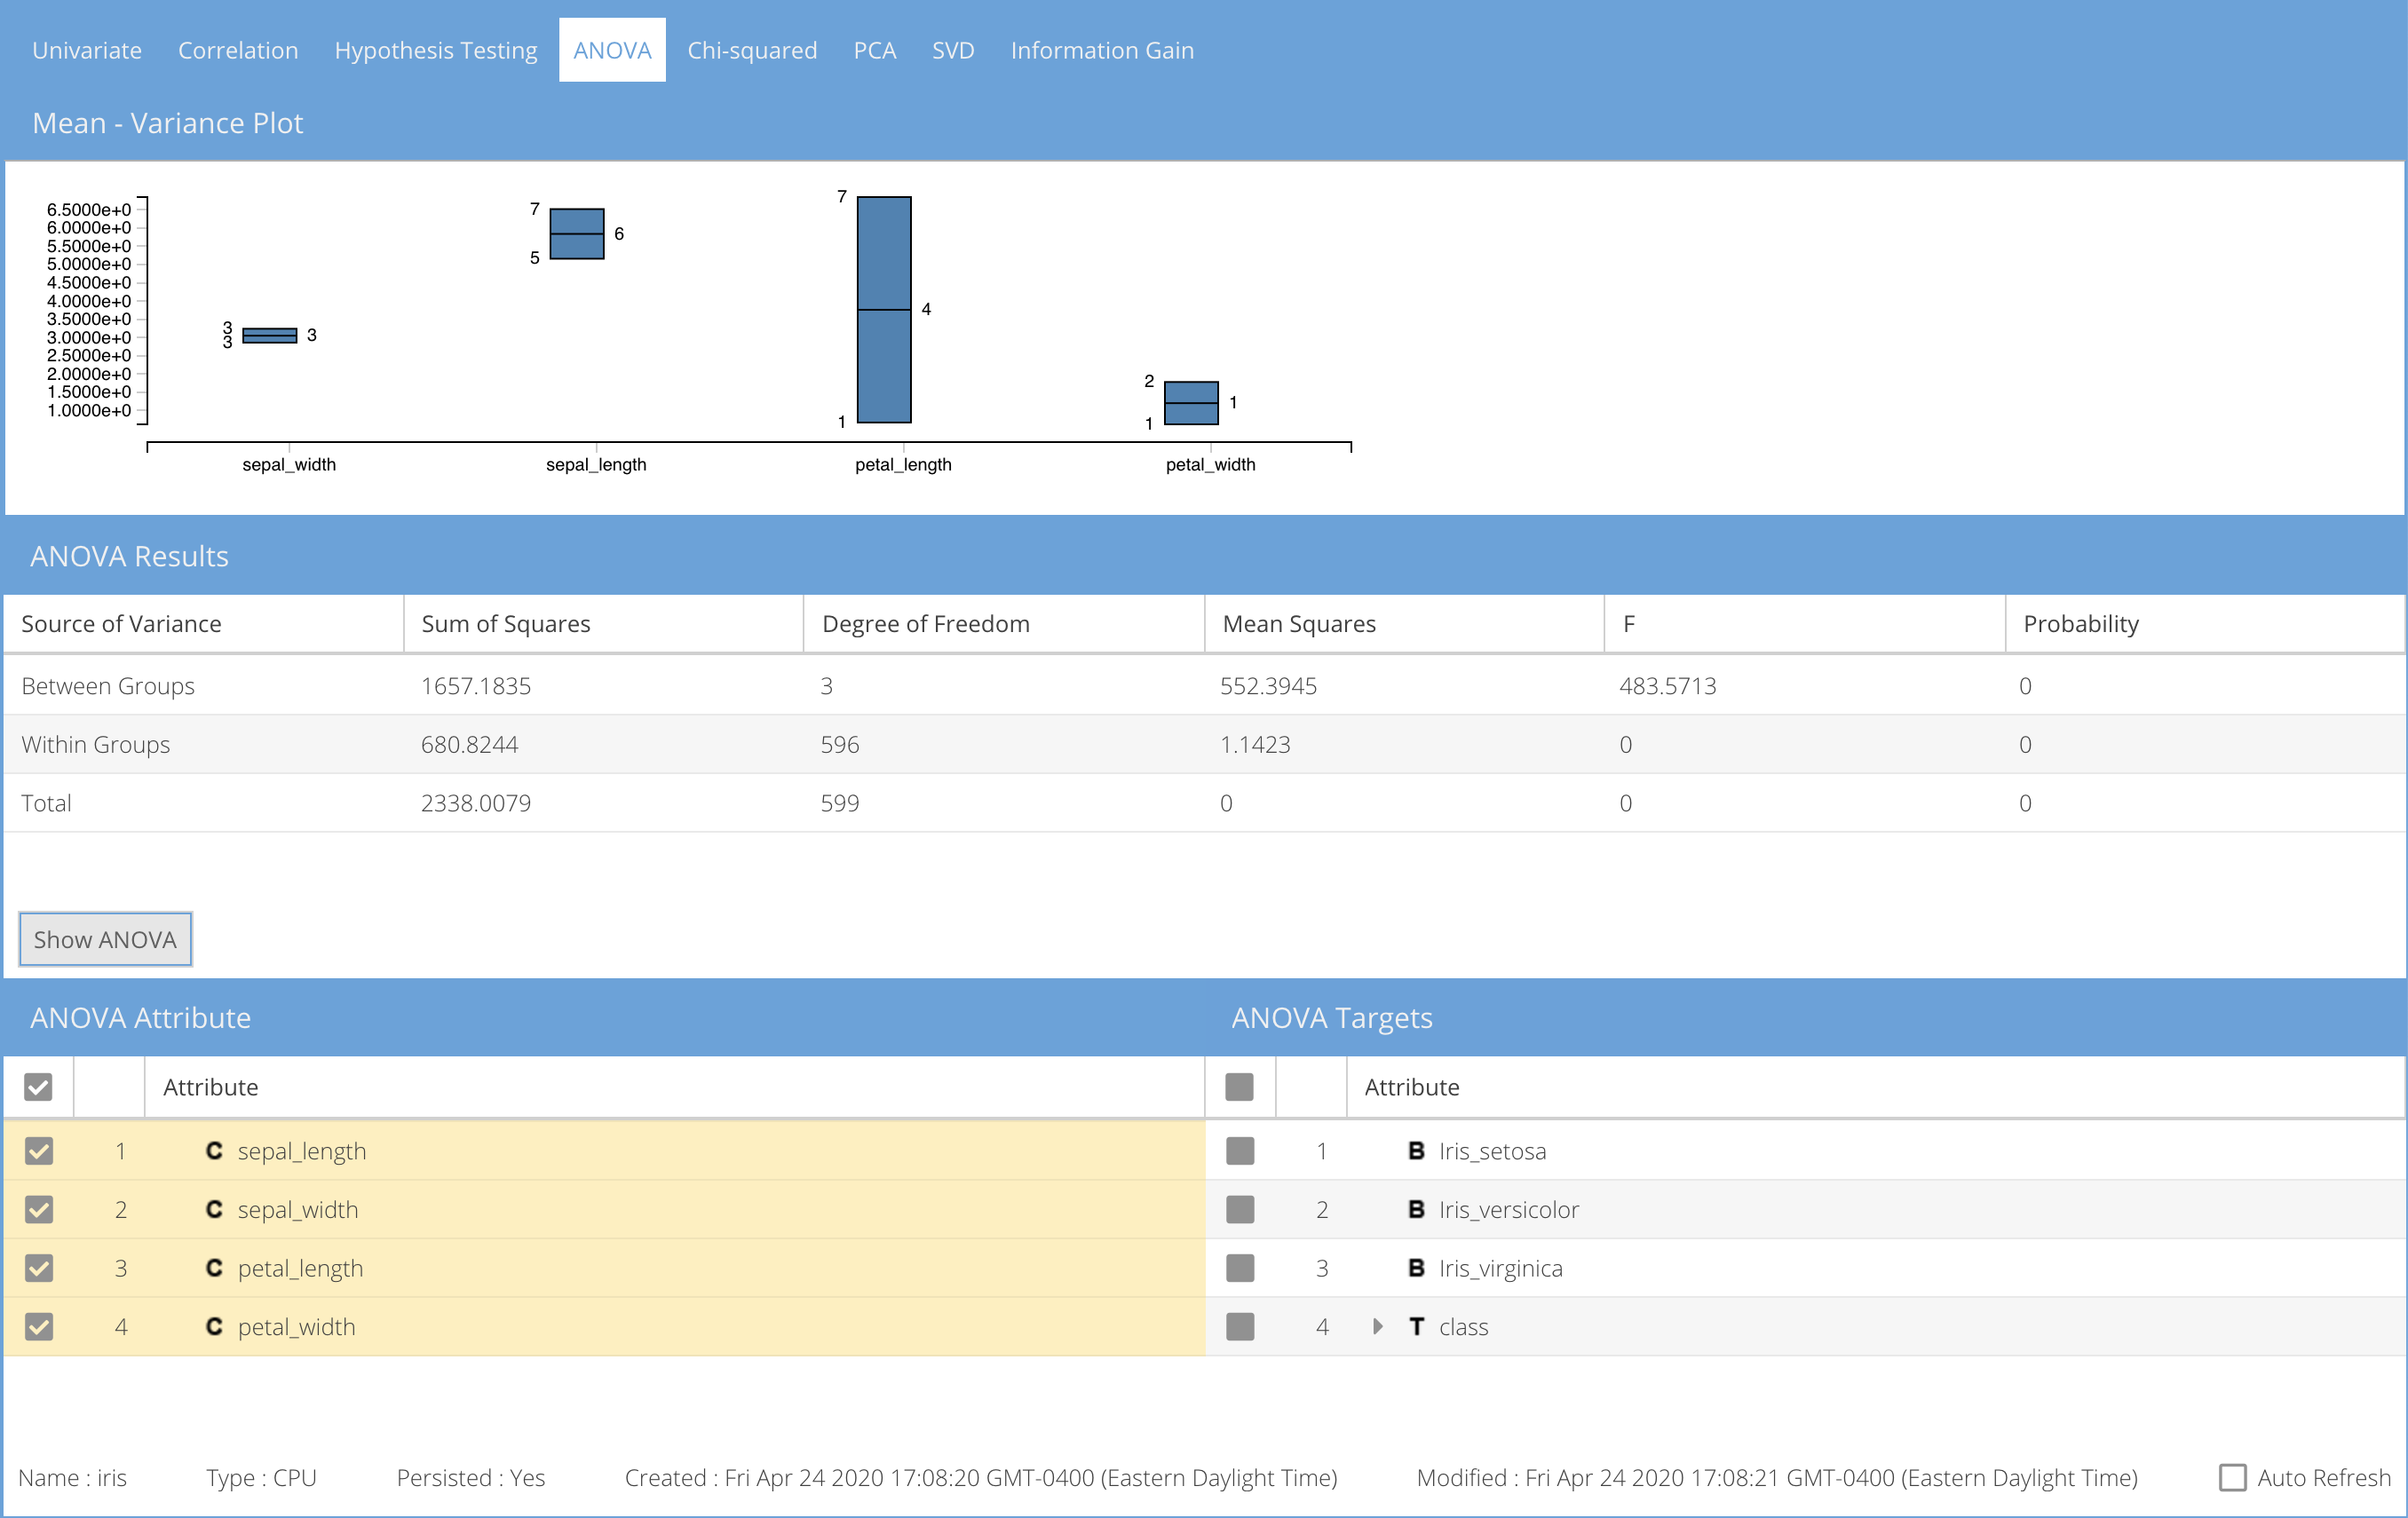 Univariate Correlation Hypothesis Testing ANOVA Chi-squared PCA SVD Information Gain
Mean - Variance Plot
6.5000e+0
6.0000e+0
5.5000e+0
5.0000e+0
4.5000e+0
4.0000e+0
3.5000e+0
3.0000e+0
2.5000e+0
2.0000e+0
1.5000e+0
1.0000e+0
3
3
3
7
6
5
7
4
1
2
1
1
sepal_width sepal_length petal_length petal_width
ANOVA Results
Source of Variance Sum of Squares Degree of Freedom Mean Squares F Probability
Between Groups 1657.1835 3 552.3945 483.5713 0
Within Groups 680.8244 596 1.1423 0 0
Total 2338.0079 599 0 0 0
Show ANOVA
ANOVA Attribute ANOVA Targets
Attribute Attribute
1 C sepal_length 1 B Iris_setosa
2 C sepal_width 2 B Iris_versicolor
3 C petal_length 3 B Iris_virginica
4 C petal_width 4 T class
Name : iris Type : CPU Persisted : Yes Created : Fri Apr 24 2020 17:08:20 GMT-0400 (Eastern Daylight Time) Modified : Fri Apr 24 2020 17:08:21 GMT-0400 (Eastern Daylight Time) Auto Refresh